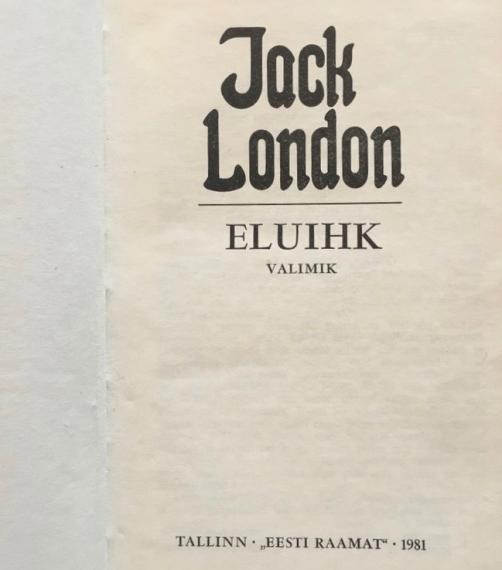 Jack
London
ELUIHK
VALIMIK
TALLINN · „EESTI RAAMAT“ · 1981